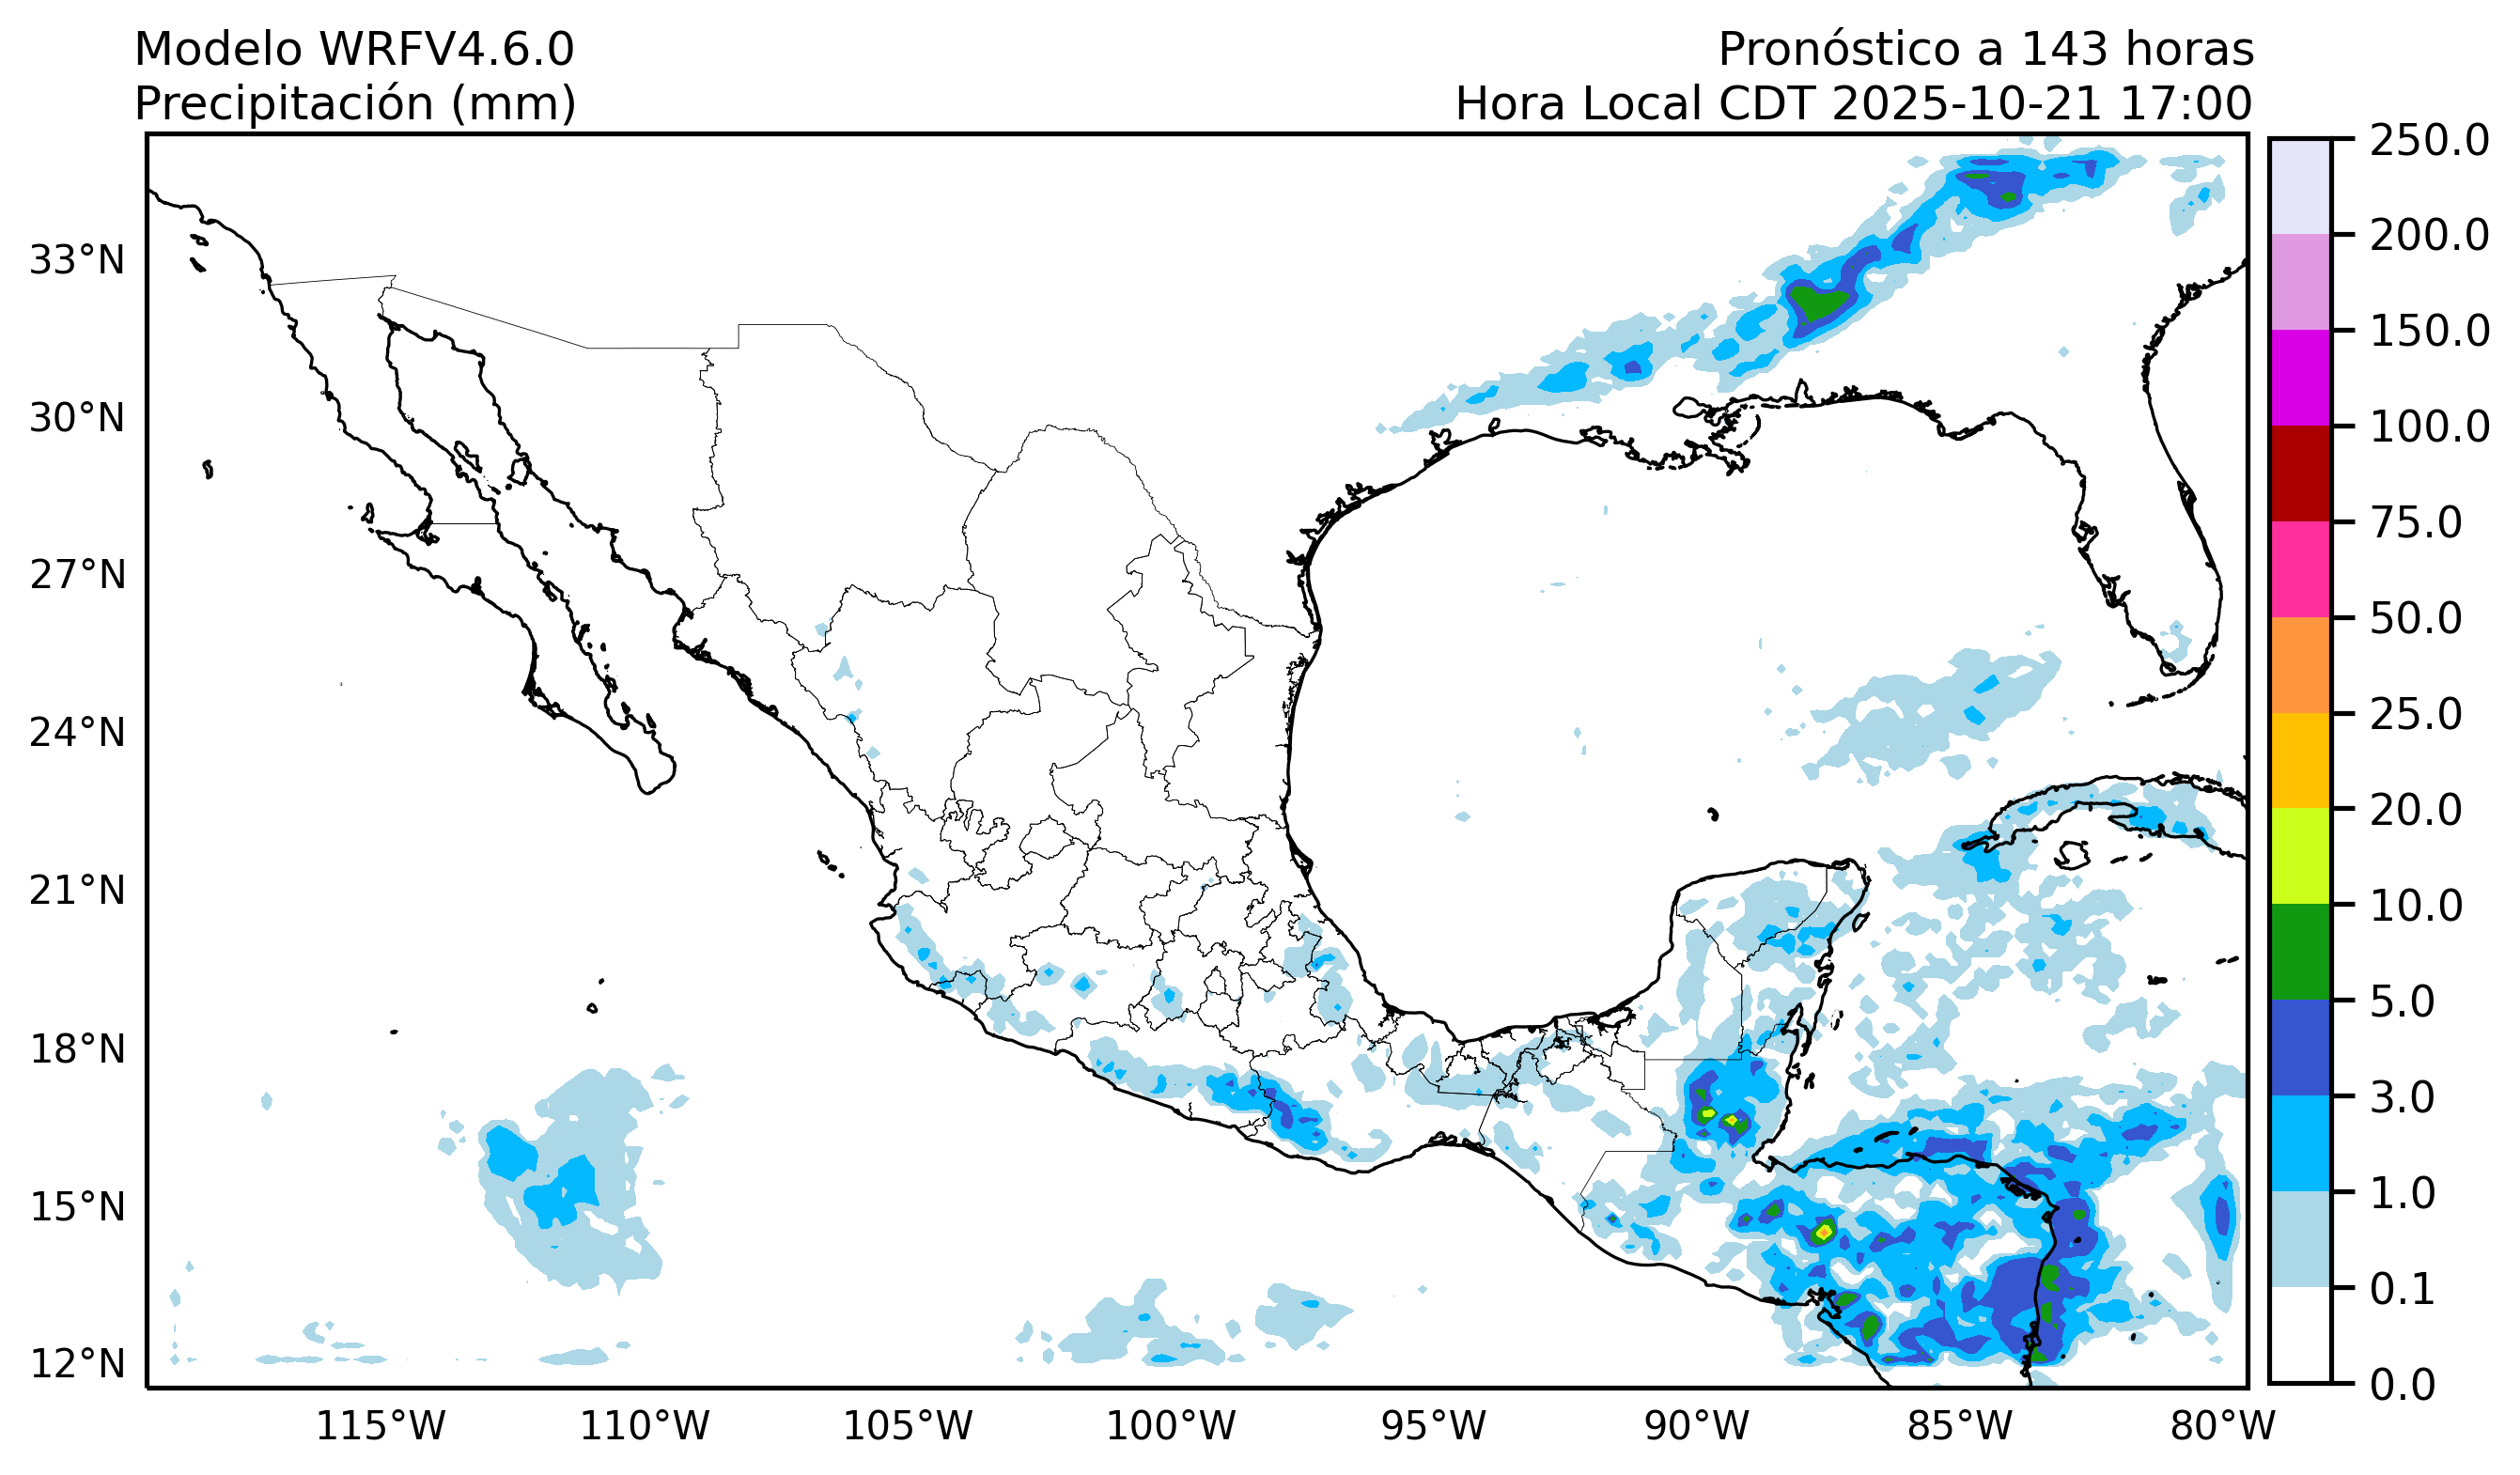 Modelo WRFV4.6.0
Precipitación (mm)
Pronóstico a 143 horas
Hora Local CDT 2025-10-21 17:00
33°N
30°N
27°N
24°N
21°N
18°N
15°N
12°N
115°W
110°W
105°W
100°W
95°W
90°W
85°W
80°W
250.0
200.0
150.0
100.0
75.0
50.0
25.0
20.0
10.0
5.0
3.0
1.0
0.1
0.0